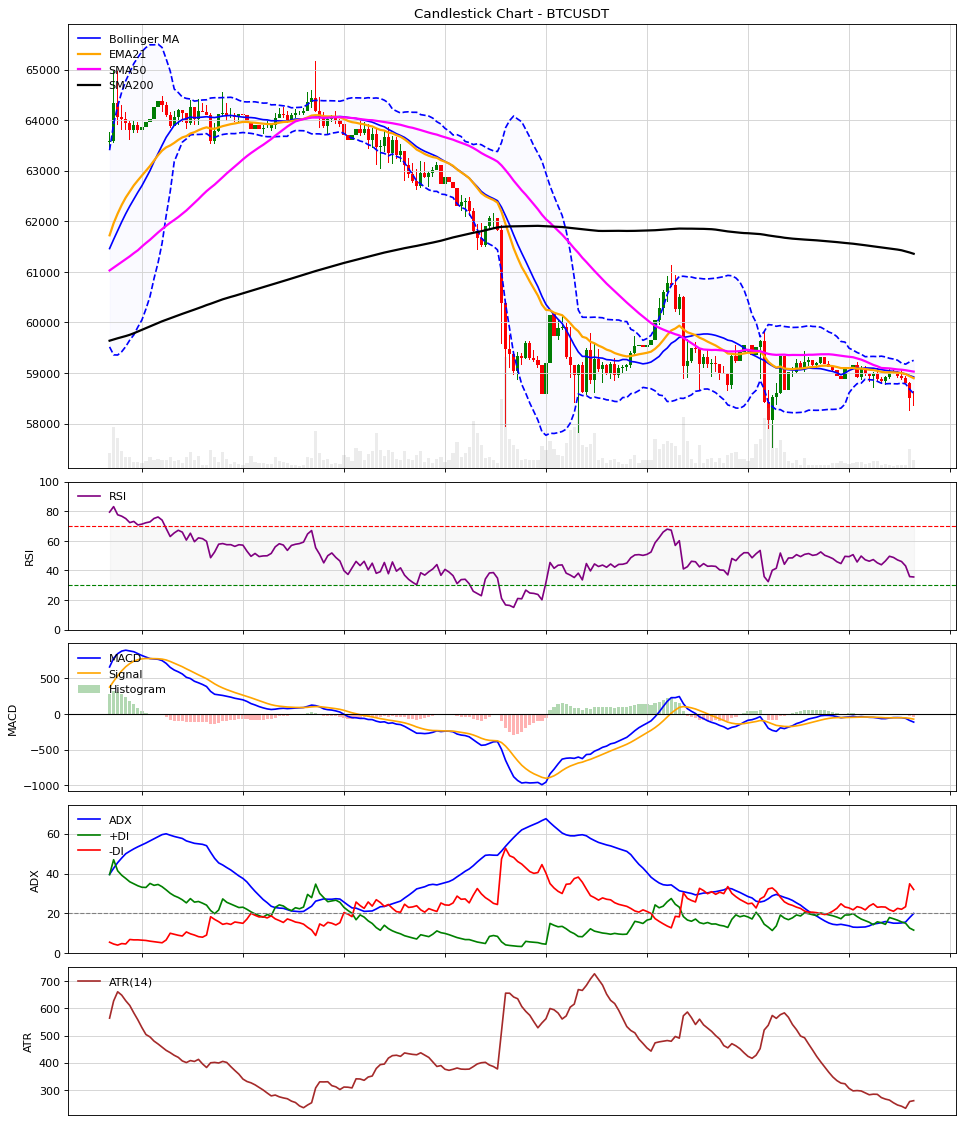 Candlestick Chart - BTCUSDT
Bollinger MA
EMA21
SMA50
SMA200
65000
64000
63000
62000
61000
60000
59000
58000
RSI
RSI
100
80
60
40
20
0
MACD
Signal
Histogram
MACD
500
0
−500
−1000
ADX
+DI
-DI
ADX
60
40
20
0
ATR(14)
ATR
700
600
500
400
300